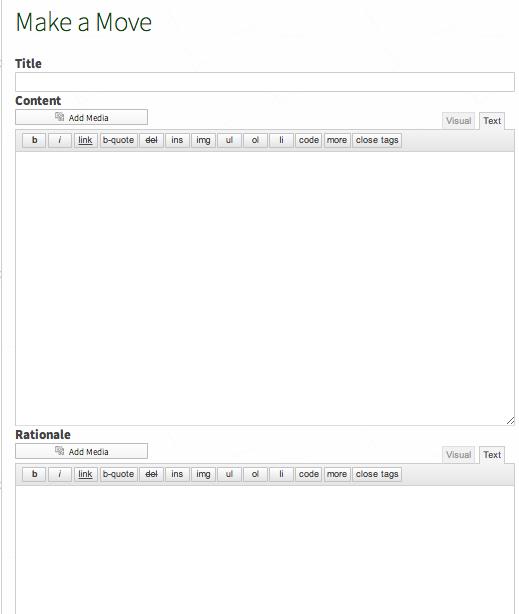 Make a Move
Title
Content
Add Media
Visual Text
b i link b-quote del ins img ul ol li code more close tags
Rationale
Add Media
Visual Text
b i link b-quote del ins img ul ol li code more close tags